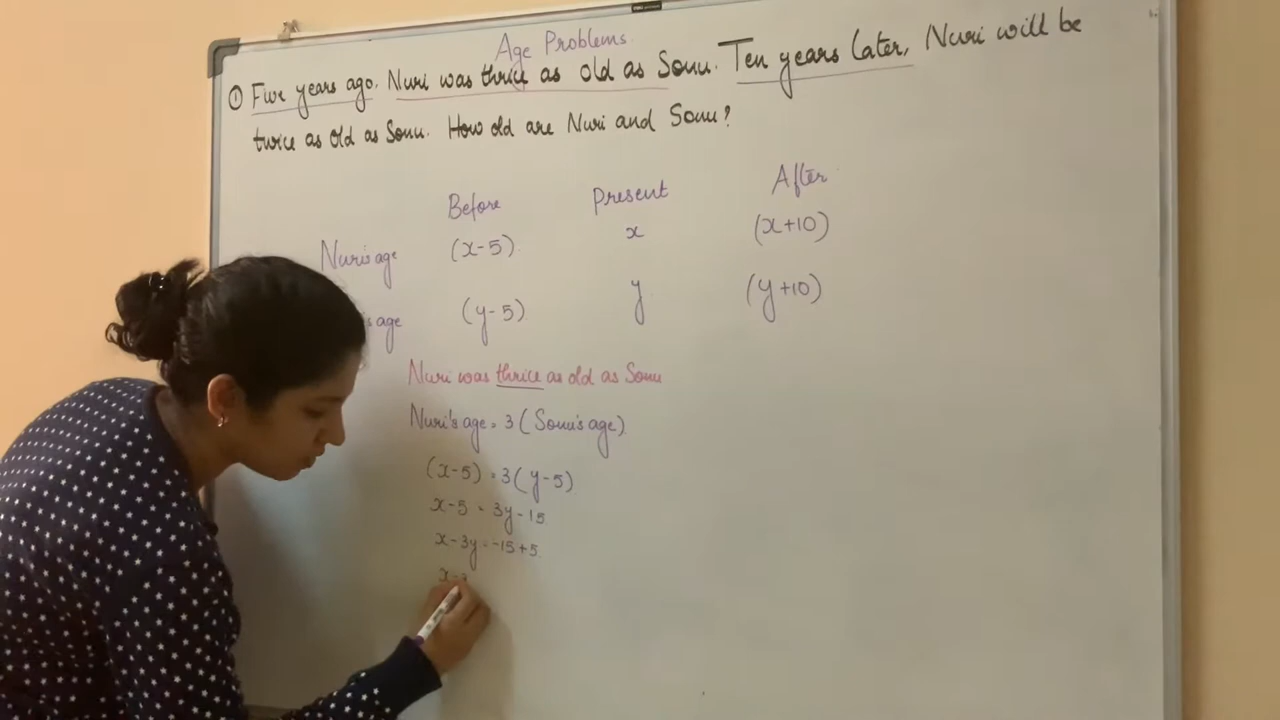 Age Problems
① Five years ago, Nuri was thrice as old as Sonu. Ten years later, Nuri will be
twice as old as Sonu. How old are Nuri and Sonu?
Before Present After
Nuri's age (x-5) x (x+10)
's age (y-5) y (y+10)
Nuri was thrice as old as Sonu
Nuri's age = 3(Sonu's age)
(x-5) = 3(y-5)
x-5 = 3y-15
x-3y = -15+5
x-